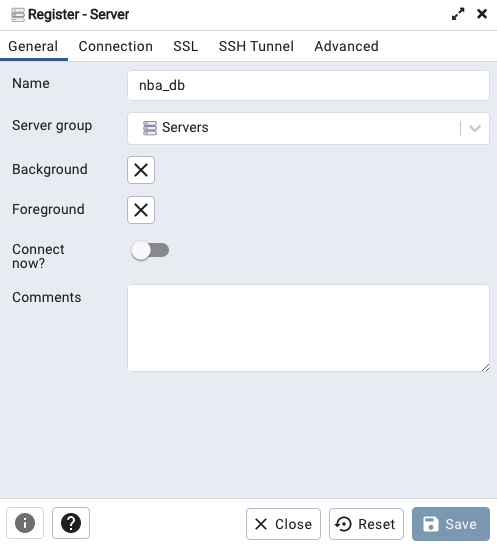 Register - Server
General Connection SSL SSH Tunnel Advanced
Name nba_db
Server group Servers
Background
Foreground
Connect
now?
Comments
Close Reset Save